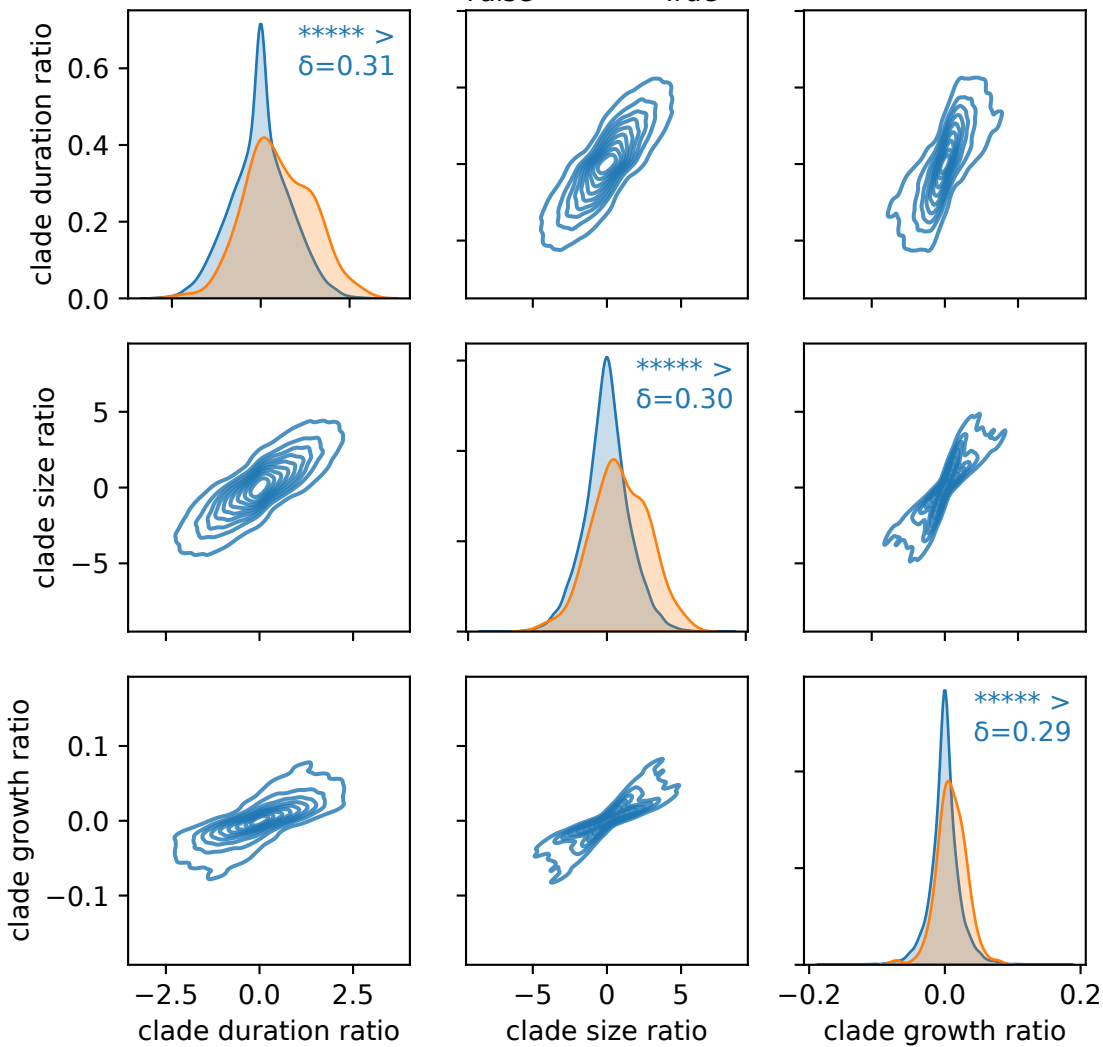 clade duration ratio
0.6
0.4
0.2
0.0
***** >
δ=0.31
clade size ratio
5
0
−5
***** >
δ=0.30
clade growth ratio
0.1
0.0
−0.1
***** >
δ=0.29
−2.5 0.0 2.5
−5 0 5
−0.2 0.0 0.2
clade duration ratio
clade size ratio
clade growth ratio